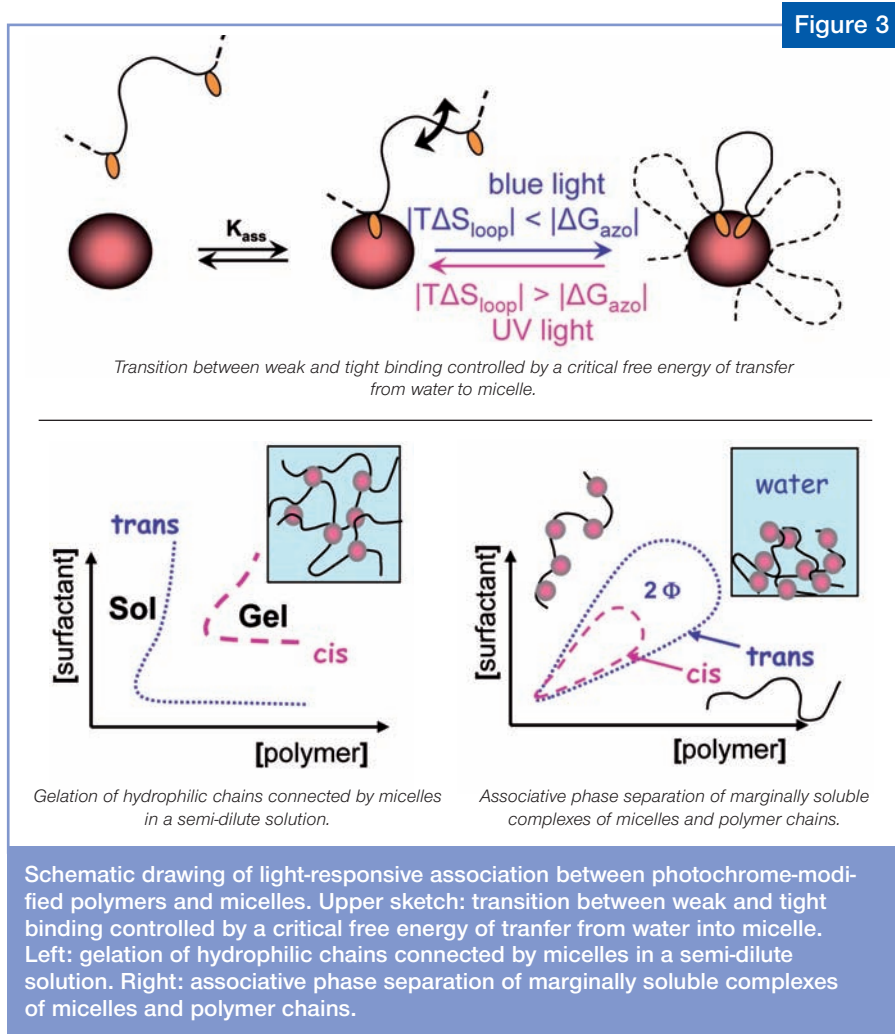 Figure 3
blue light
|TΔS_loop| < |ΔG_azo|
K_ass
|TΔS_loop| > |ΔG_azo|
UV light
Transition between weak and tight binding controlled by a critical free energy of transfer
from water to micelle.
trans
Sol
Gel
cis
[surfactant]
[polymer]
Gelation of hydrophilic chains connected by micelles
in a semi-dilute solution.
water
2 Φ
trans
cis
[surfactant]
[polymer]
Associative phase separation of marginally soluble
complexes of micelles and polymer chains.
Schematic drawing of light-responsive association between photochrome-modi-
fied polymers and micelles. Upper sketch: transition between weak and tight
binding controlled by a critical free energy of tranfer from water into micelle.
Left: gelation of hydrophilic chains connected by micelles in a semi-dilute
solution. Right: associative phase separation of marginally soluble complexes
of micelles and polymer chains.